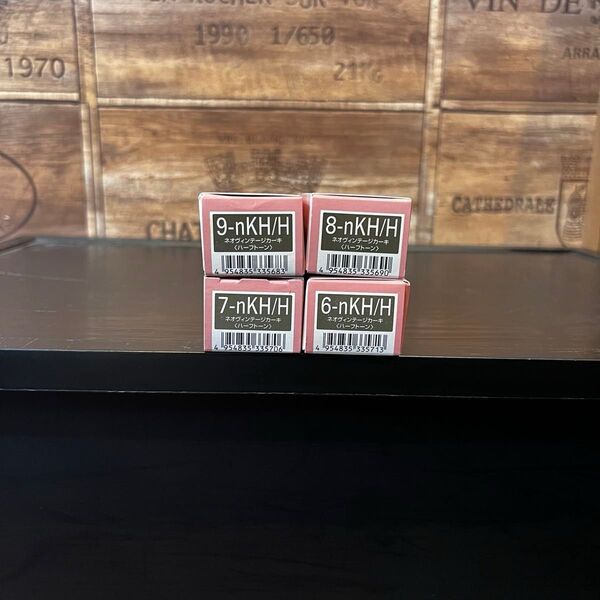 1990 1/650
1970
VIN DE
CATHEDRALE
9-nKH/H
ネオヴィンテージカーキ
〈ハーフトーン〉
4 954835 335683
8-nKH/H
ネオヴィンテージカーキ
〈ハーフトーン〉
4 954835 335690
7-nKH/H
ネオヴィンテージカーキ
〈ハーフトーン〉
4 954835 335706
6-nKH/H
ネオヴィンテージカーキ
〈ハーフトーン〉
4 954835 335713